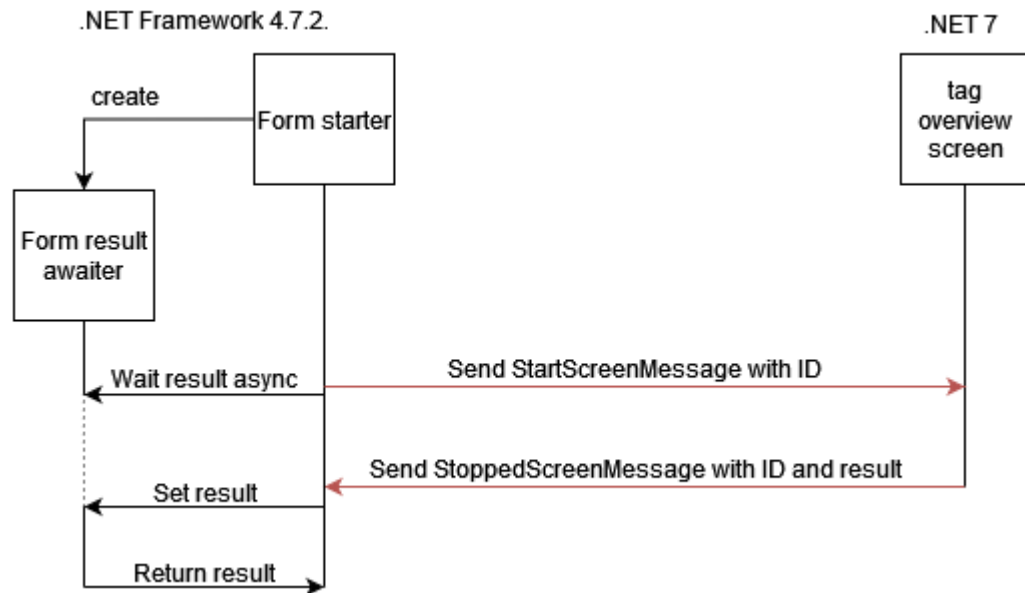 .NET Framework 4.7.2.
.NET 7
create
Form starter
tag
overview
screen
Form result
awaiter
Send StartScreenMessage with ID
Wait result async
Send StoppedScreenMessage with ID and result
Set result
Return result